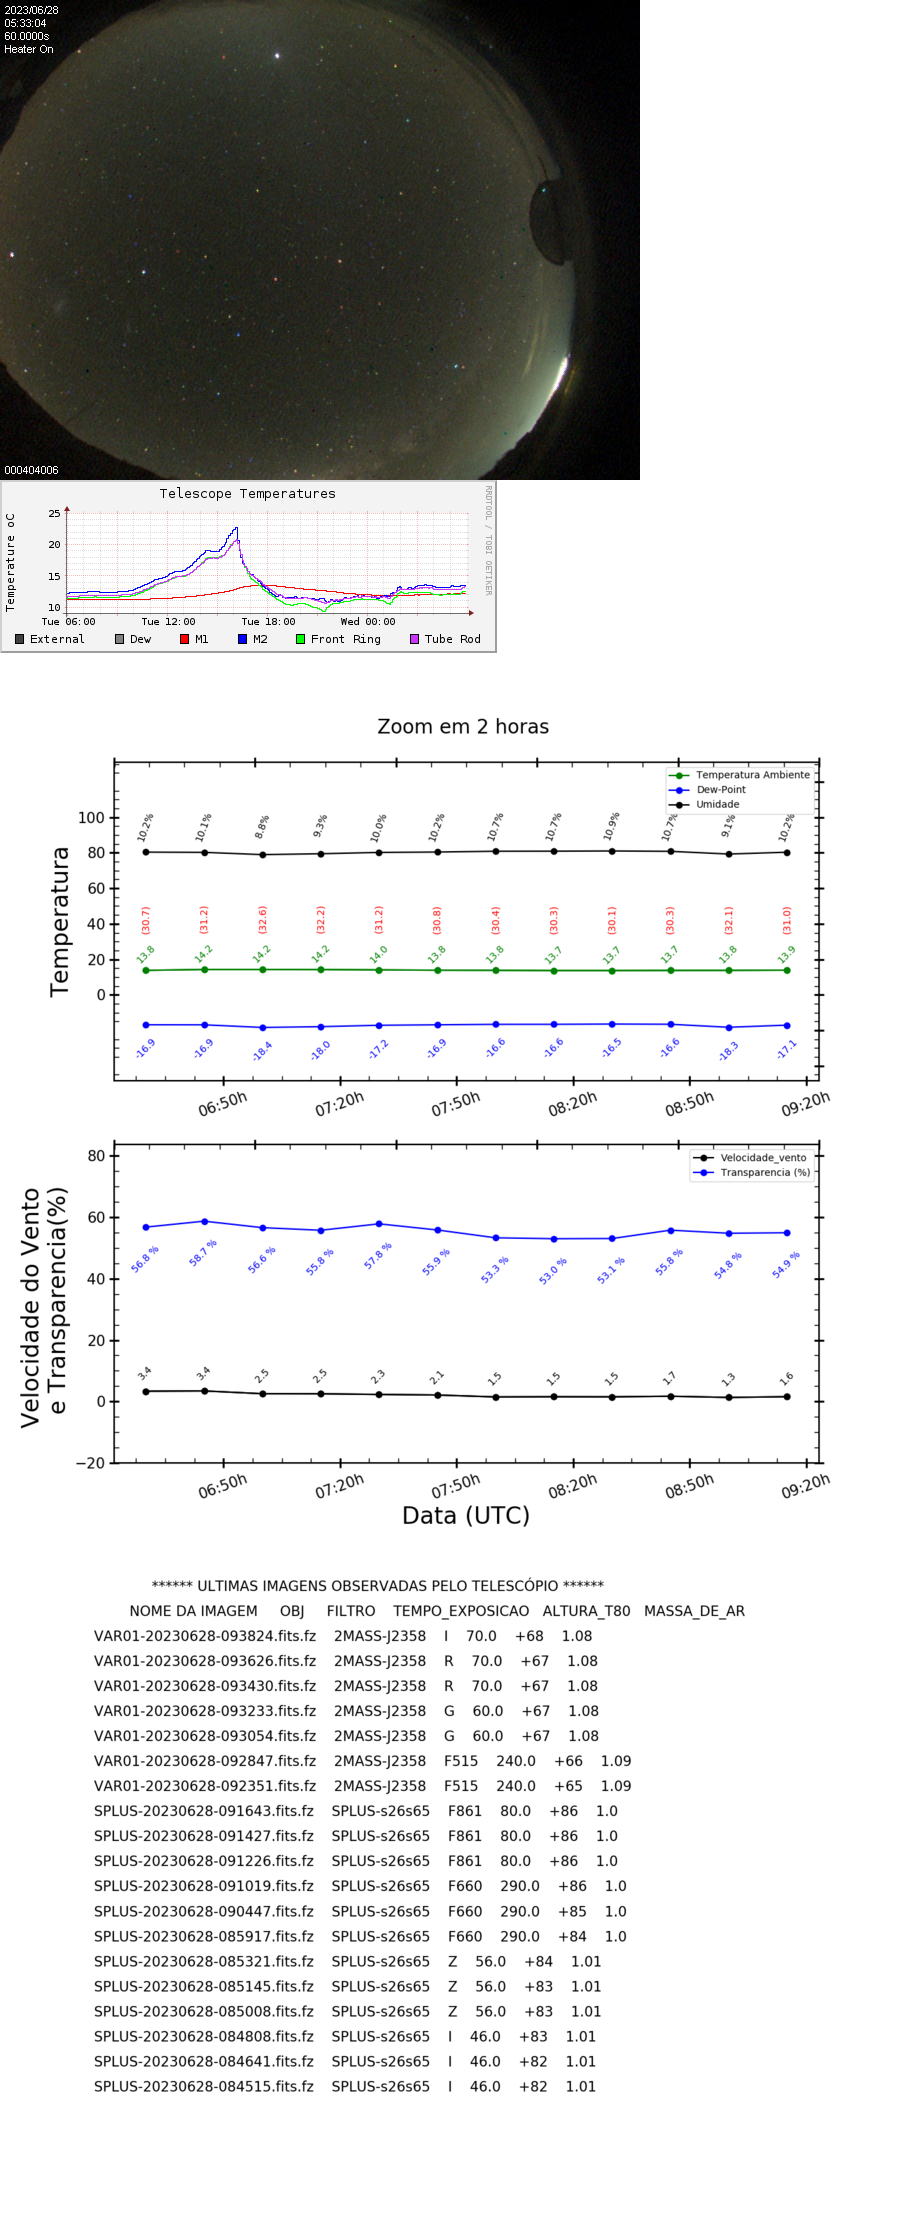 2023/06/28
05:33:04
60.0000s
Heater On
000404006
Telescope Temperatures
RRDTOOL / TOBI OETIKER
Temperature oC
25
20
15
10
Tue 06:00 Tue 12:00 Tue 18:00 Wed 00:00
External Dew M1 M2 Front Ring Tube Rod
Zoom em 2 horas
Temperatura Ambiente
Dew-Point
Umidade
Temperatura
100
80
60
40
20
0
10.2% 10.1% 8.8% 9.3% 10.0% 10.2% 10.7% 10.7% 10.9% 10.7% 9.1% 10.2%
(30.7) (31.2) (32.6) (32.2) (31.2) (30.8) (30.4) (30.3) (30.1) (30.3) (32.1) (31.0)
13.8 14.2 14.2 14.2 14.0 13.8 13.8 13.7 13.7 13.7 13.8 13.9
-16.9 -16.9 -18.4 -18.0 -17.2 -16.9 -16.6 -16.6 -16.5 -16.6 -18.3 -17.1
06:50h 07:20h 07:50h 08:20h 08:50h 09:20h
Velocidade_vento
Transparencia (%)
Velocidade do Vento
e Transparencia(%)
80
60
40
20
0
−20
56.8 % 58.7 % 56.6 % 55.8 % 57.8 % 55.9 % 53.3 % 53.0 % 53.1 % 55.8 % 54.8 % 54.9 %
3.4 3.4 2.5 2.5 2.3 2.1 1.5 1.5 1.5 1.7 1.3 1.6
06:50h 07:20h 07:50h 08:20h 08:50h 09:20h
Data (UTC)
****** ULTIMAS IMAGENS OBSERVADAS PELO TELESCÓPIO ******
NOME DA IMAGEM OBJ FILTRO TEMPO_EXPOSICAO ALTURA_T80 MASSA_DE_AR
VAR01-20230628-093824.fits.fz 2MASS-J2358 I 70.0 +68 1.08
VAR01-20230628-093626.fits.fz 2MASS-J2358 R 70.0 +67 1.08
VAR01-20230628-093430.fits.fz 2MASS-J2358 R 70.0 +67 1.08
VAR01-20230628-093233.fits.fz 2MASS-J2358 G 60.0 +67 1.08
VAR01-20230628-093054.fits.fz 2MASS-J2358 G 60.0 +67 1.08
VAR01-20230628-092847.fits.fz 2MASS-J2358 F515 240.0 +66 1.09
VAR01-20230628-092351.fits.fz 2MASS-J2358 F515 240.0 +65 1.09
SPLUS-20230628-091643.fits.fz SPLUS-s26s65 F861 80.0 +86 1.0
SPLUS-20230628-091427.fits.fz SPLUS-s26s65 F861 80.0 +86 1.0
SPLUS-20230628-091226.fits.fz SPLUS-s26s65 F861 80.0 +86 1.0
SPLUS-20230628-091019.fits.fz SPLUS-s26s65 F660 290.0 +86 1.0
SPLUS-20230628-090447.fits.fz SPLUS-s26s65 F660 290.0 +85 1.0
SPLUS-20230628-085917.fits.fz SPLUS-s26s65 F660 290.0 +84 1.0
SPLUS-20230628-085321.fits.fz SPLUS-s26s65 Z 56.0 +84 1.01
SPLUS-20230628-085145.fits.fz SPLUS-s26s65 Z 56.0 +83 1.01
SPLUS-20230628-085008.fits.fz SPLUS-s26s65 Z 56.0 +83 1.01
SPLUS-20230628-084808.fits.fz SPLUS-s26s65 I 46.0 +83 1.01
SPLUS-20230628-084641.fits.fz SPLUS-s26s65 I 46.0 +82 1.01
SPLUS-20230628-084515.fits.fz SPLUS-s26s65 I 46.0 +82 1.01